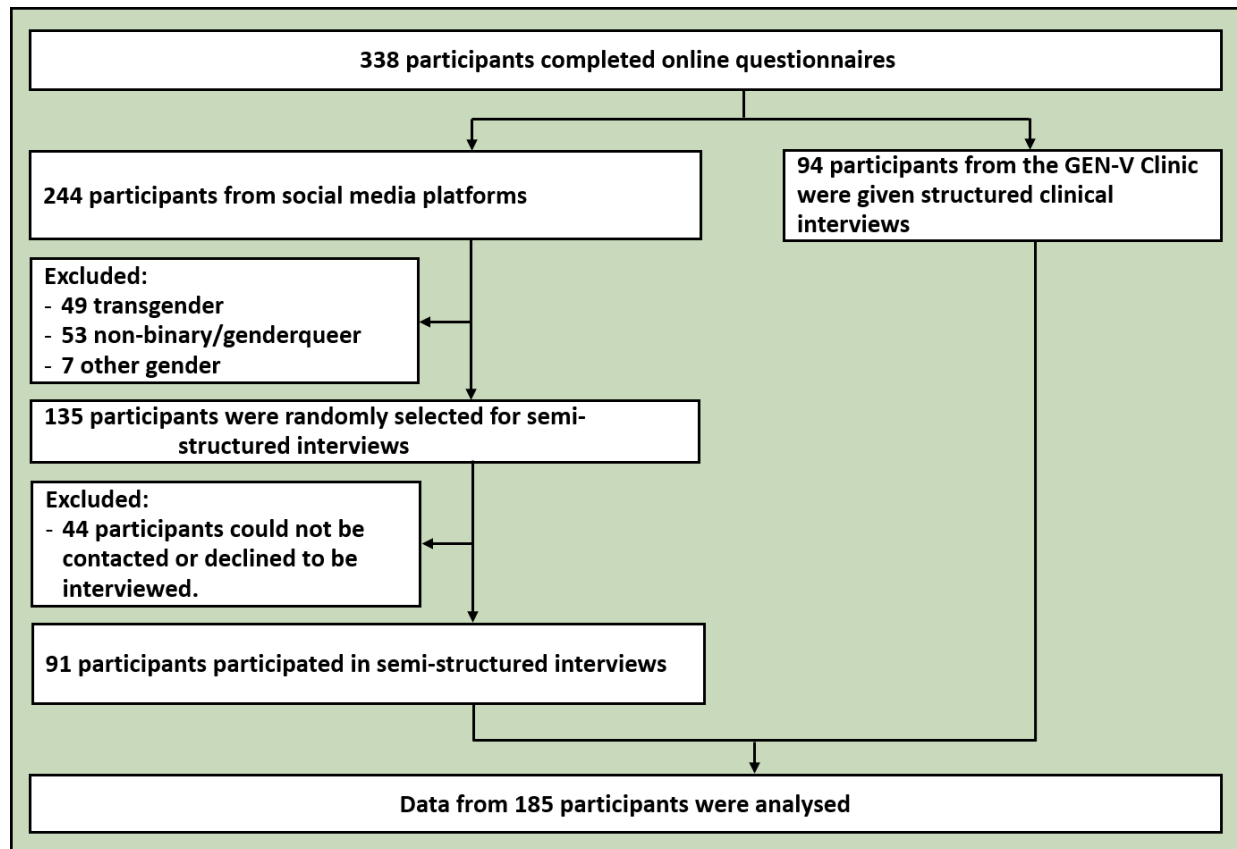 338 participants completed online questionnaires
244 participants from social media platforms
94 participants from the GEN-V Clinic
were given structured clinical
interviews
Excluded:
- 49 transgender
- 53 non-binary/genderqueer
- 7 other gender
135 participants were randomly selected for semi-
structured interviews
Excluded:
- 44 participants could not be
contacted or declined to be
interviewed.
91 participants participated in semi-structured interviews
Data from 185 participants were analysed